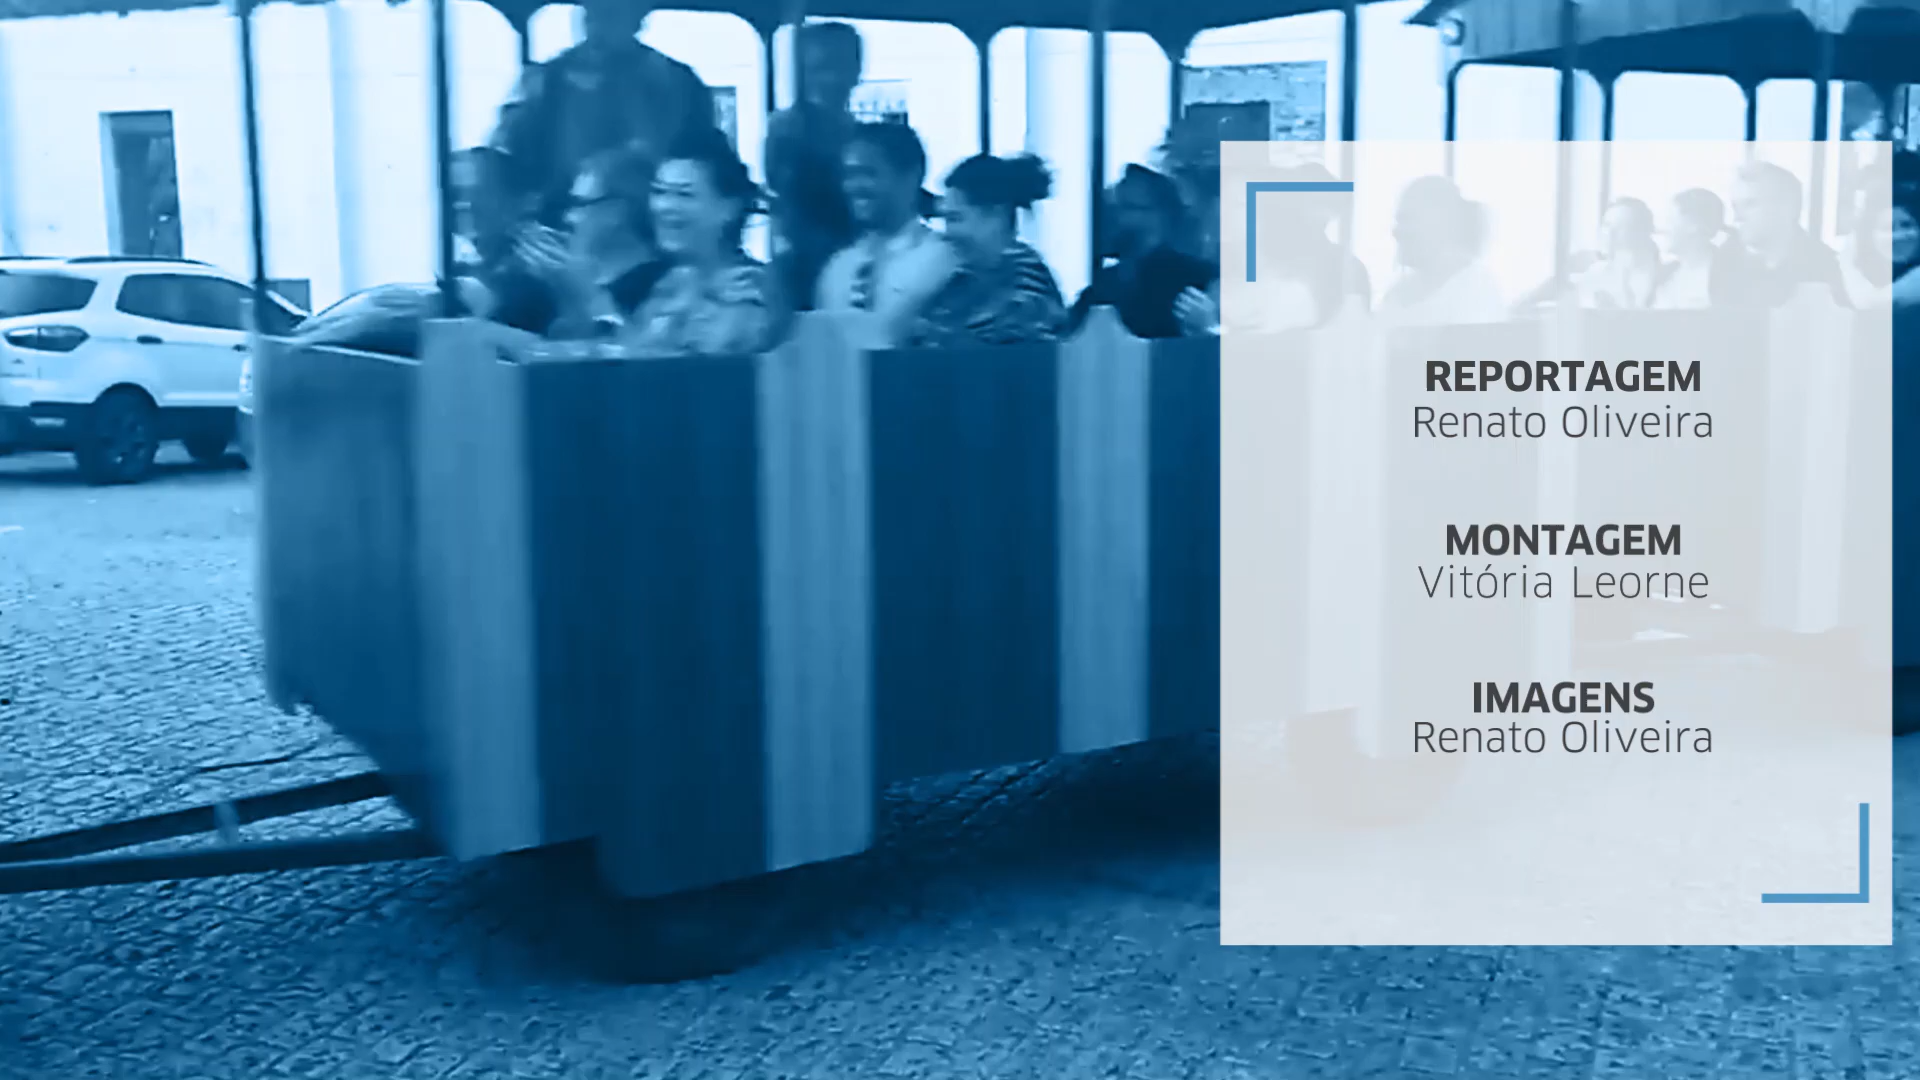 REPORTAGEM
Renato Oliveira
MONTAGEM
Vitória Leorne
IMAGENS
Renato Oliveira